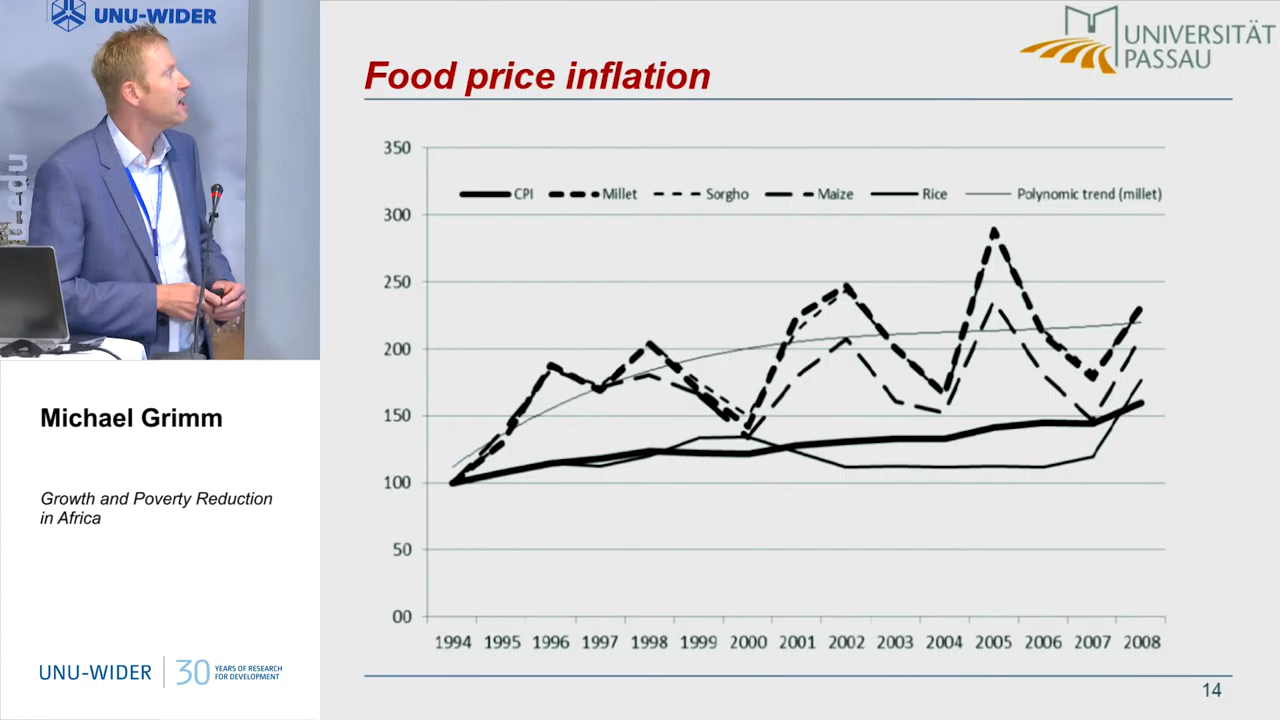 UNU-WIDER
edu
Michael Grimm
Growth and Poverty Reduction
in Africa
UNU-WIDER
30 YEARS OF RESEARCH
FOR DEVELOPMENT
UNIVERSITÄT
PASSAU
Food price inflation
350
300
250
200
150
100
50
00
CPI Millet Sorgho Maize Rice Polynomic trend (millet)
1994 1995 1996 1997 1998 1999 2000 2001 2002 2003 2004 2005 2006 2007 2008
14